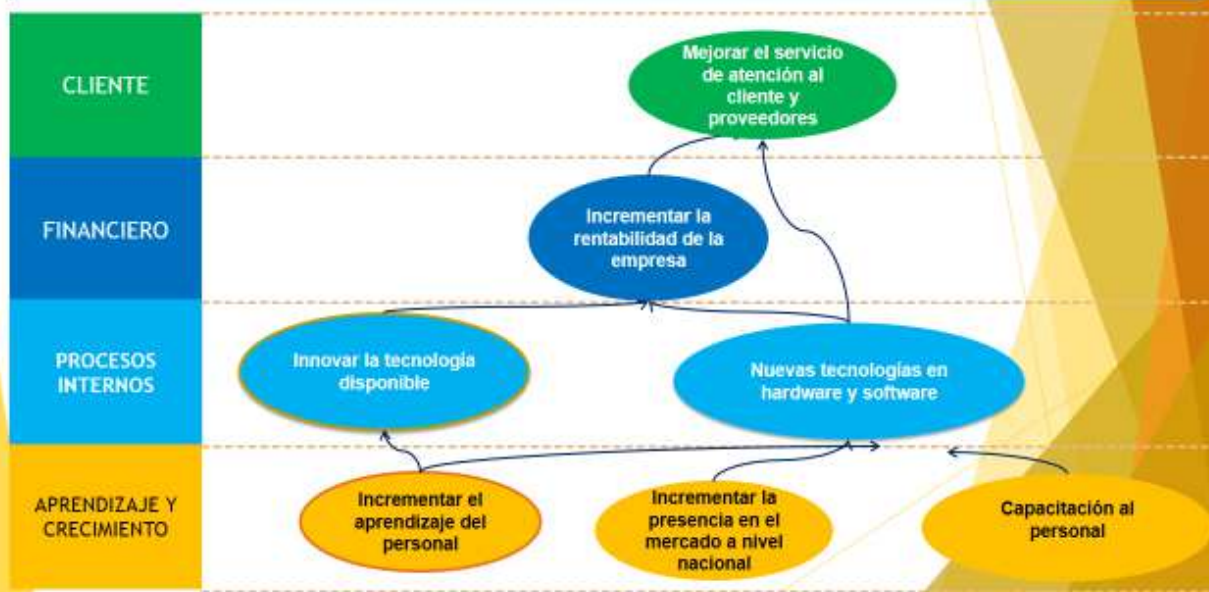 CLIENTE
Mejorar el servicio
de atención al
cliente y
proveedores
FINANCIERO
Incrementar la
rentabilidad de la
empresa
PROCESOS
INTERNOS
Innovar la tecnología
disponible
Nuevas tecnologías en
hardware y software
APRENDIZAJE Y
CRECIMIENTO
Incrementar el
aprendizaje del
personal
Incrementar la
presencia en el
mercado a nivel
nacional
Capacitación al
personal